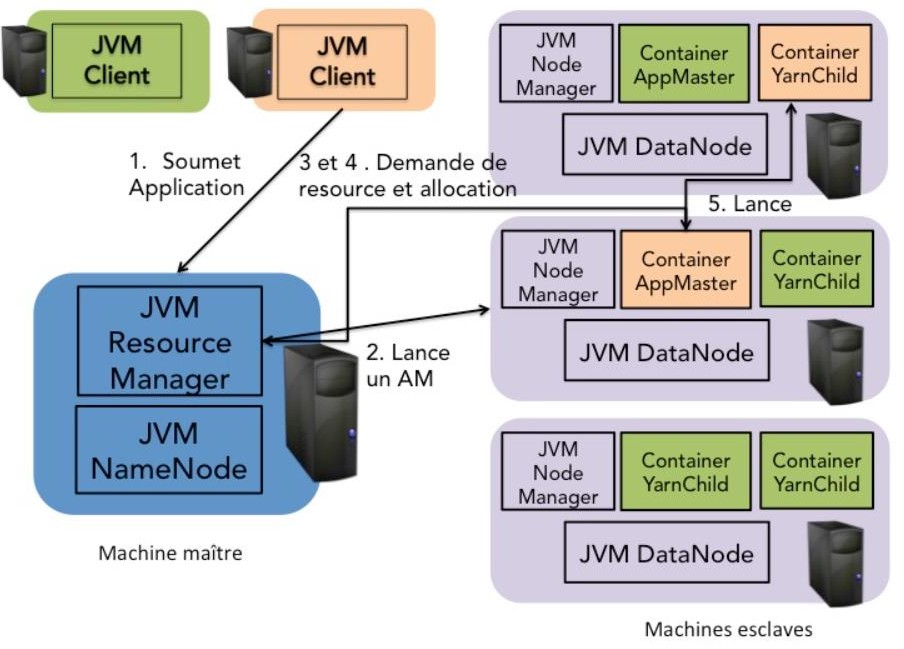 JVM
Client
JVM
Client
1. Soumet
Application
3 et 4 . Demande de
resource et allocation
JVM
Node
Manager
Container
AppMaster
Container
YarnChild
JVM DataNode
5. Lance
JVM
Node
Manager
Container
AppMaster
Container
YarnChild
JVM DataNode
JVM
Resource
Manager
JVM
NameNode
2. Lance
un AM
Machine maître
JVM
Node
Manager
Container
YarnChild
Container
YarnChild
JVM DataNode
Machines esclaves